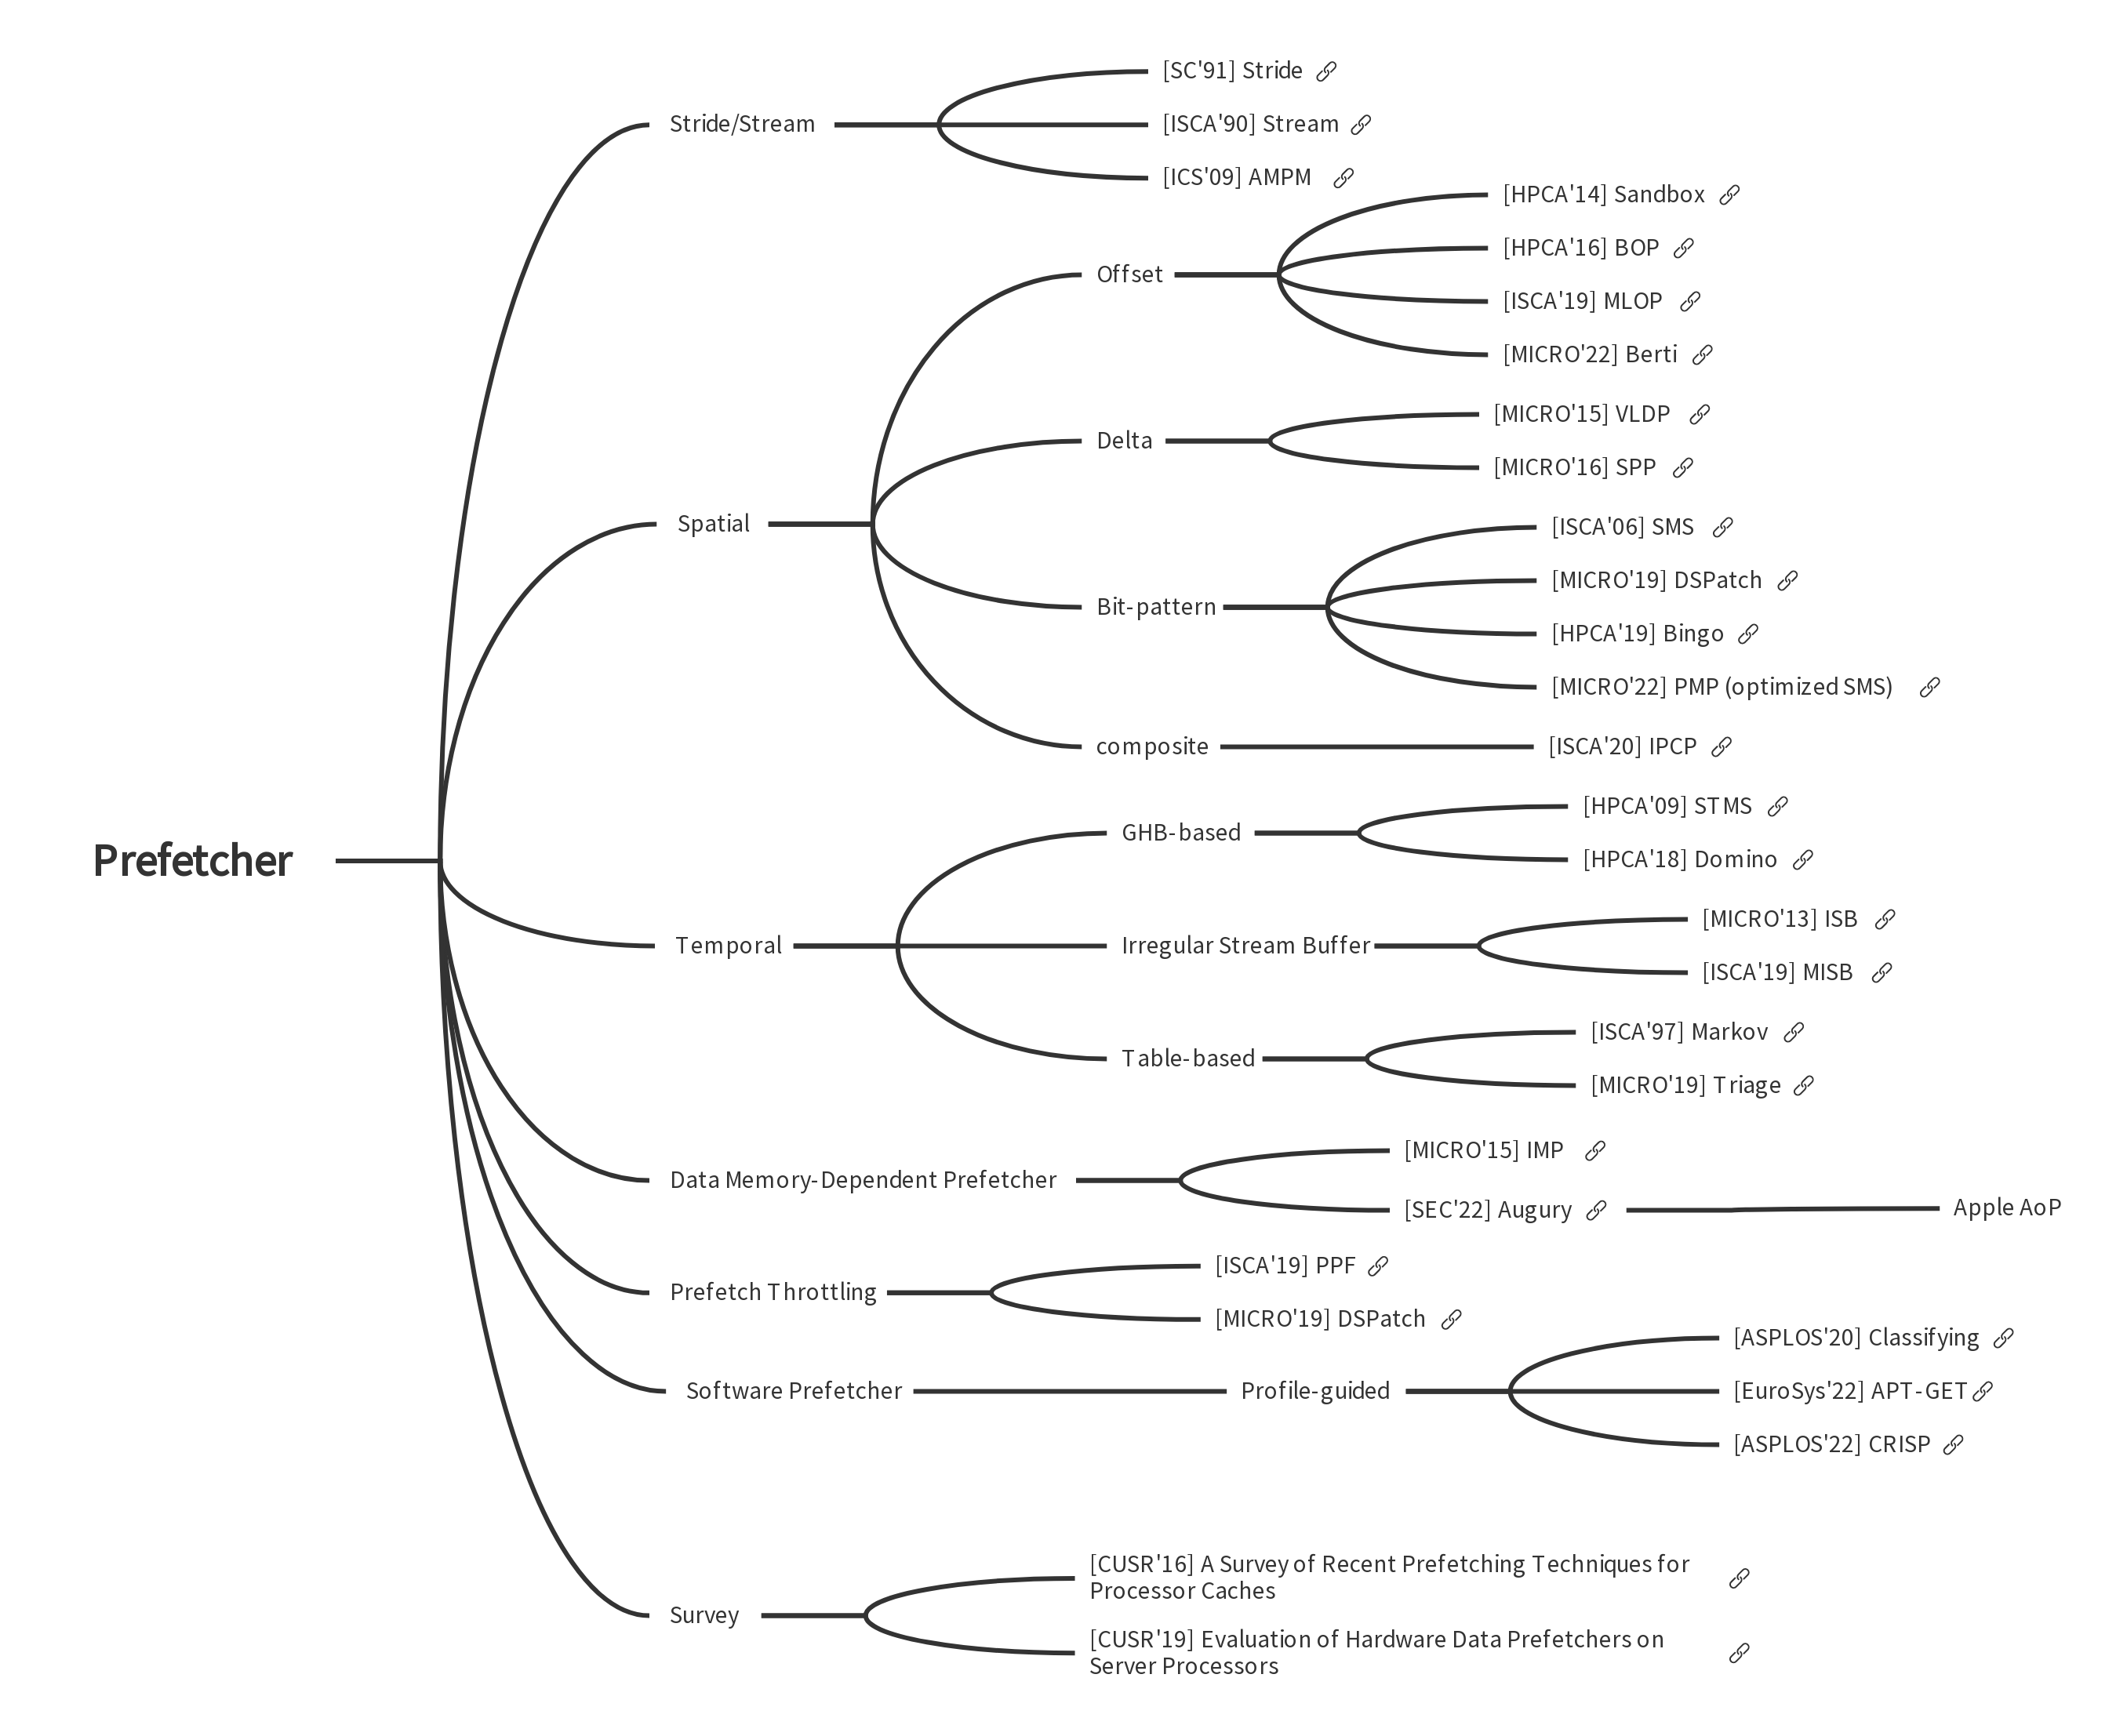 Prefetcher
Stride/Stream
[SC'91] Stride
[ISCA'90] Stream
[ICS'09] AMPM
Spatial
Offset
[HPCA'14] Sandbox
[HPCA'16] BOP
[ISCA'19] MLOP
[MICRO'22] Berti
Delta
[MICRO'15] VLDP
[MICRO'16] SPP
Bit-pattern
[ISCA'06] SMS
[MICRO'19] DSPatch
[HPCA'19] Bingo
[MICRO'22] PMP (optimized SMS)
composite
[ISCA'20] IPCP
Temporal
GHB-based
[HPCA'09] STMS
[HPCA'18] Domino
Irregular Stream Buffer
[MICRO'13] ISB
[ISCA'19] MISB
Table-based
[ISCA'97] Markov
[MICRO'19] Triage
Data Memory-Dependent Prefetcher
[MICRO'15] IMP
[SEC'22] Augury
Apple AoP
Prefetch Throttling
[ISCA'19] PPF
[MICRO'19] DSPatch
Software Prefetcher
Profile-guided
[ASPLOS'20] Classifying
[EuroSys'22] APT-GET
[ASPLOS'22] CRISP
Survey
[CUSR'16] A Survey of Recent Prefetching Techniques for
Processor Caches
[CUSR'19] Evaluation of Hardware Data Prefetchers on
Server Processors